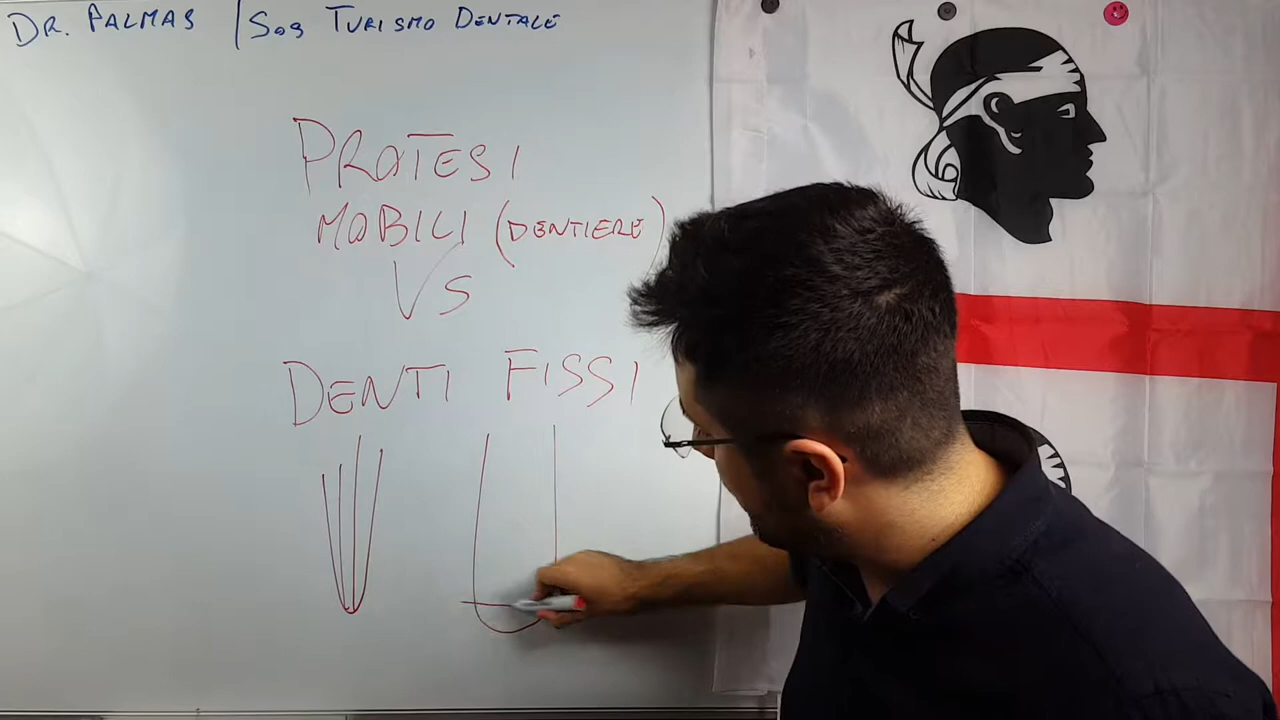 DR. PALMAS | SOS TURISMO DENTALE
PROTESI
MOBILI (DENTIERE)
VS
DENTI FISSI